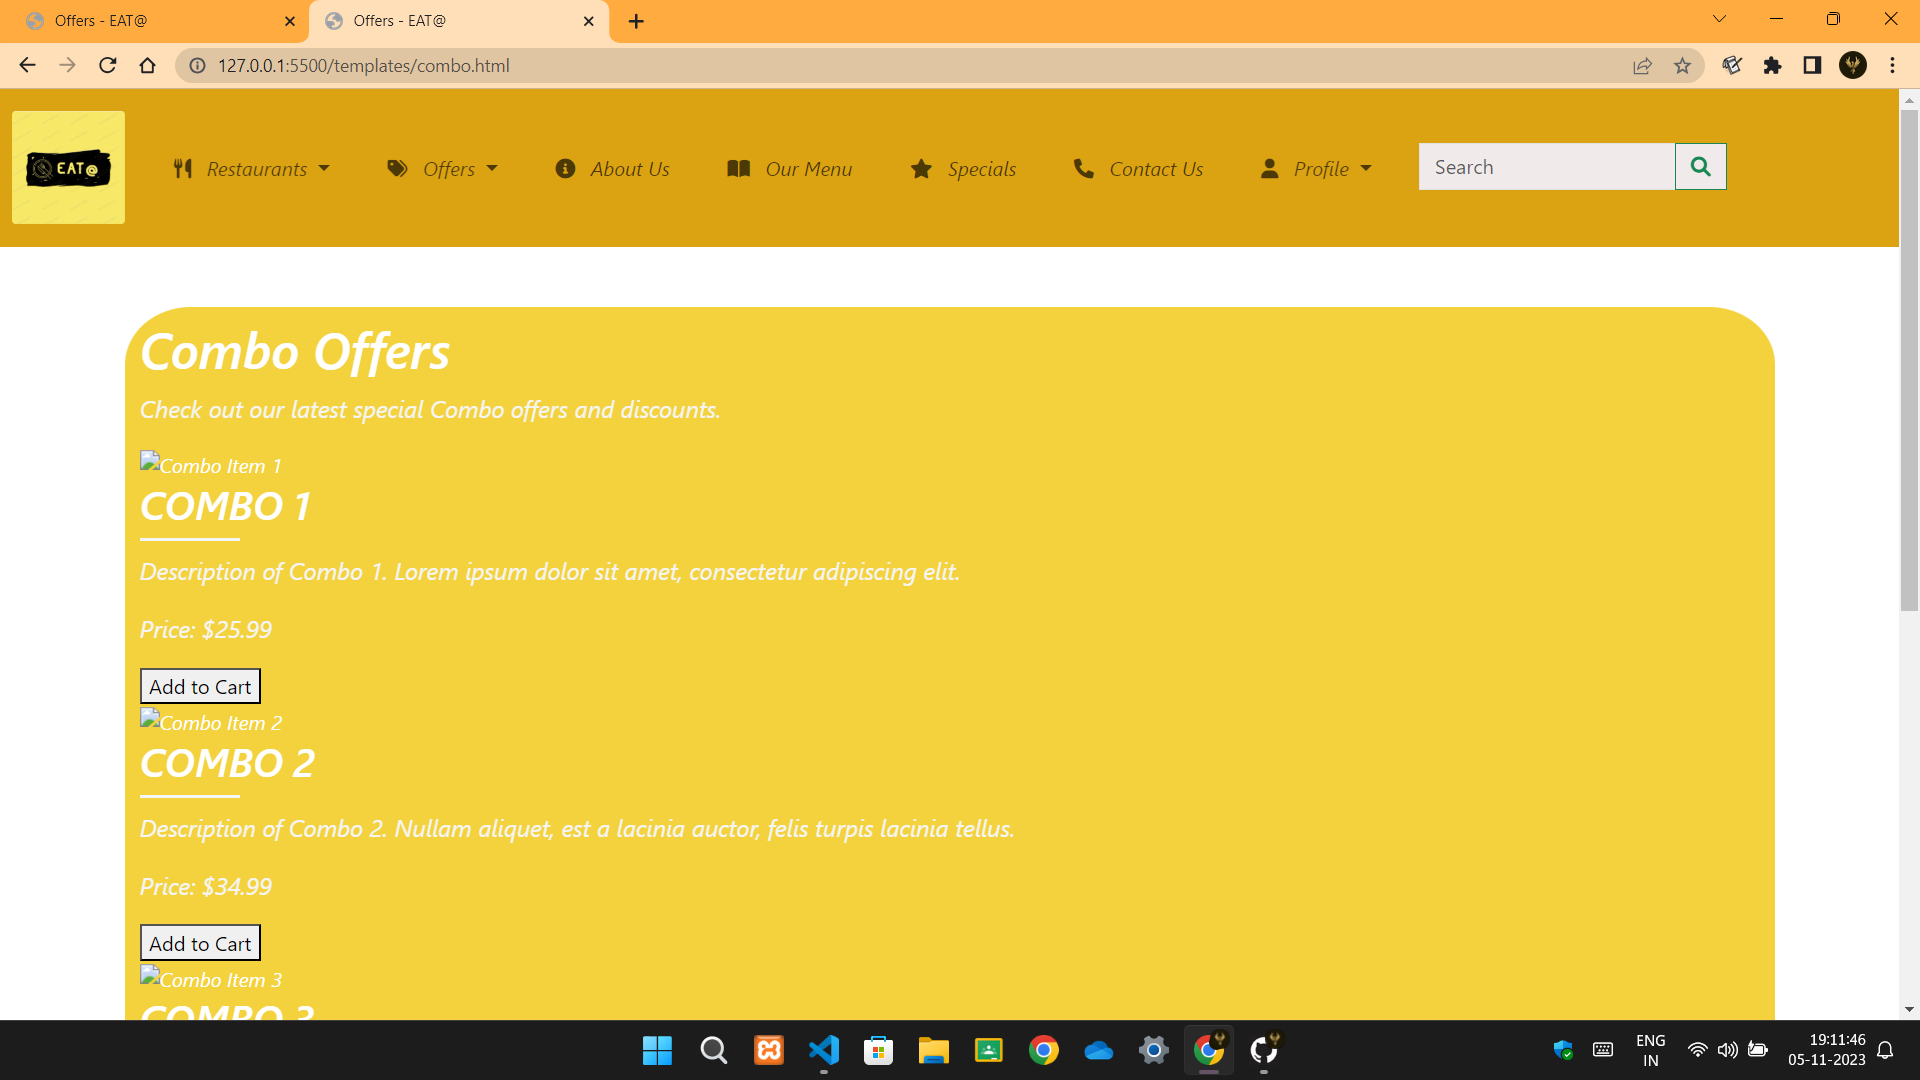 Offers - EAT@
Offers - EAT@
127.0.0.1:5500/templates/combo.html
EAT@
Restaurants
Offers
About Us
Our Menu
Specials
Contact Us
Profile
Search
Combo Offers
Check out our latest special Combo offers and discounts.
Combo Item 1
COMBO 1
Description of Combo 1. Lorem ipsum dolor sit amet, consectetur adipiscing elit.
Price: $25.99
Add to Cart
Combo Item 2
COMBO 2
Description of Combo 2. Nullam aliquet, est a lacinia auctor, felis turpis lacinia tellus.
Price: $34.99
Add to Cart
Combo Item 3
COMBO 3
ENG
IN
19:11:46
05-11-2023